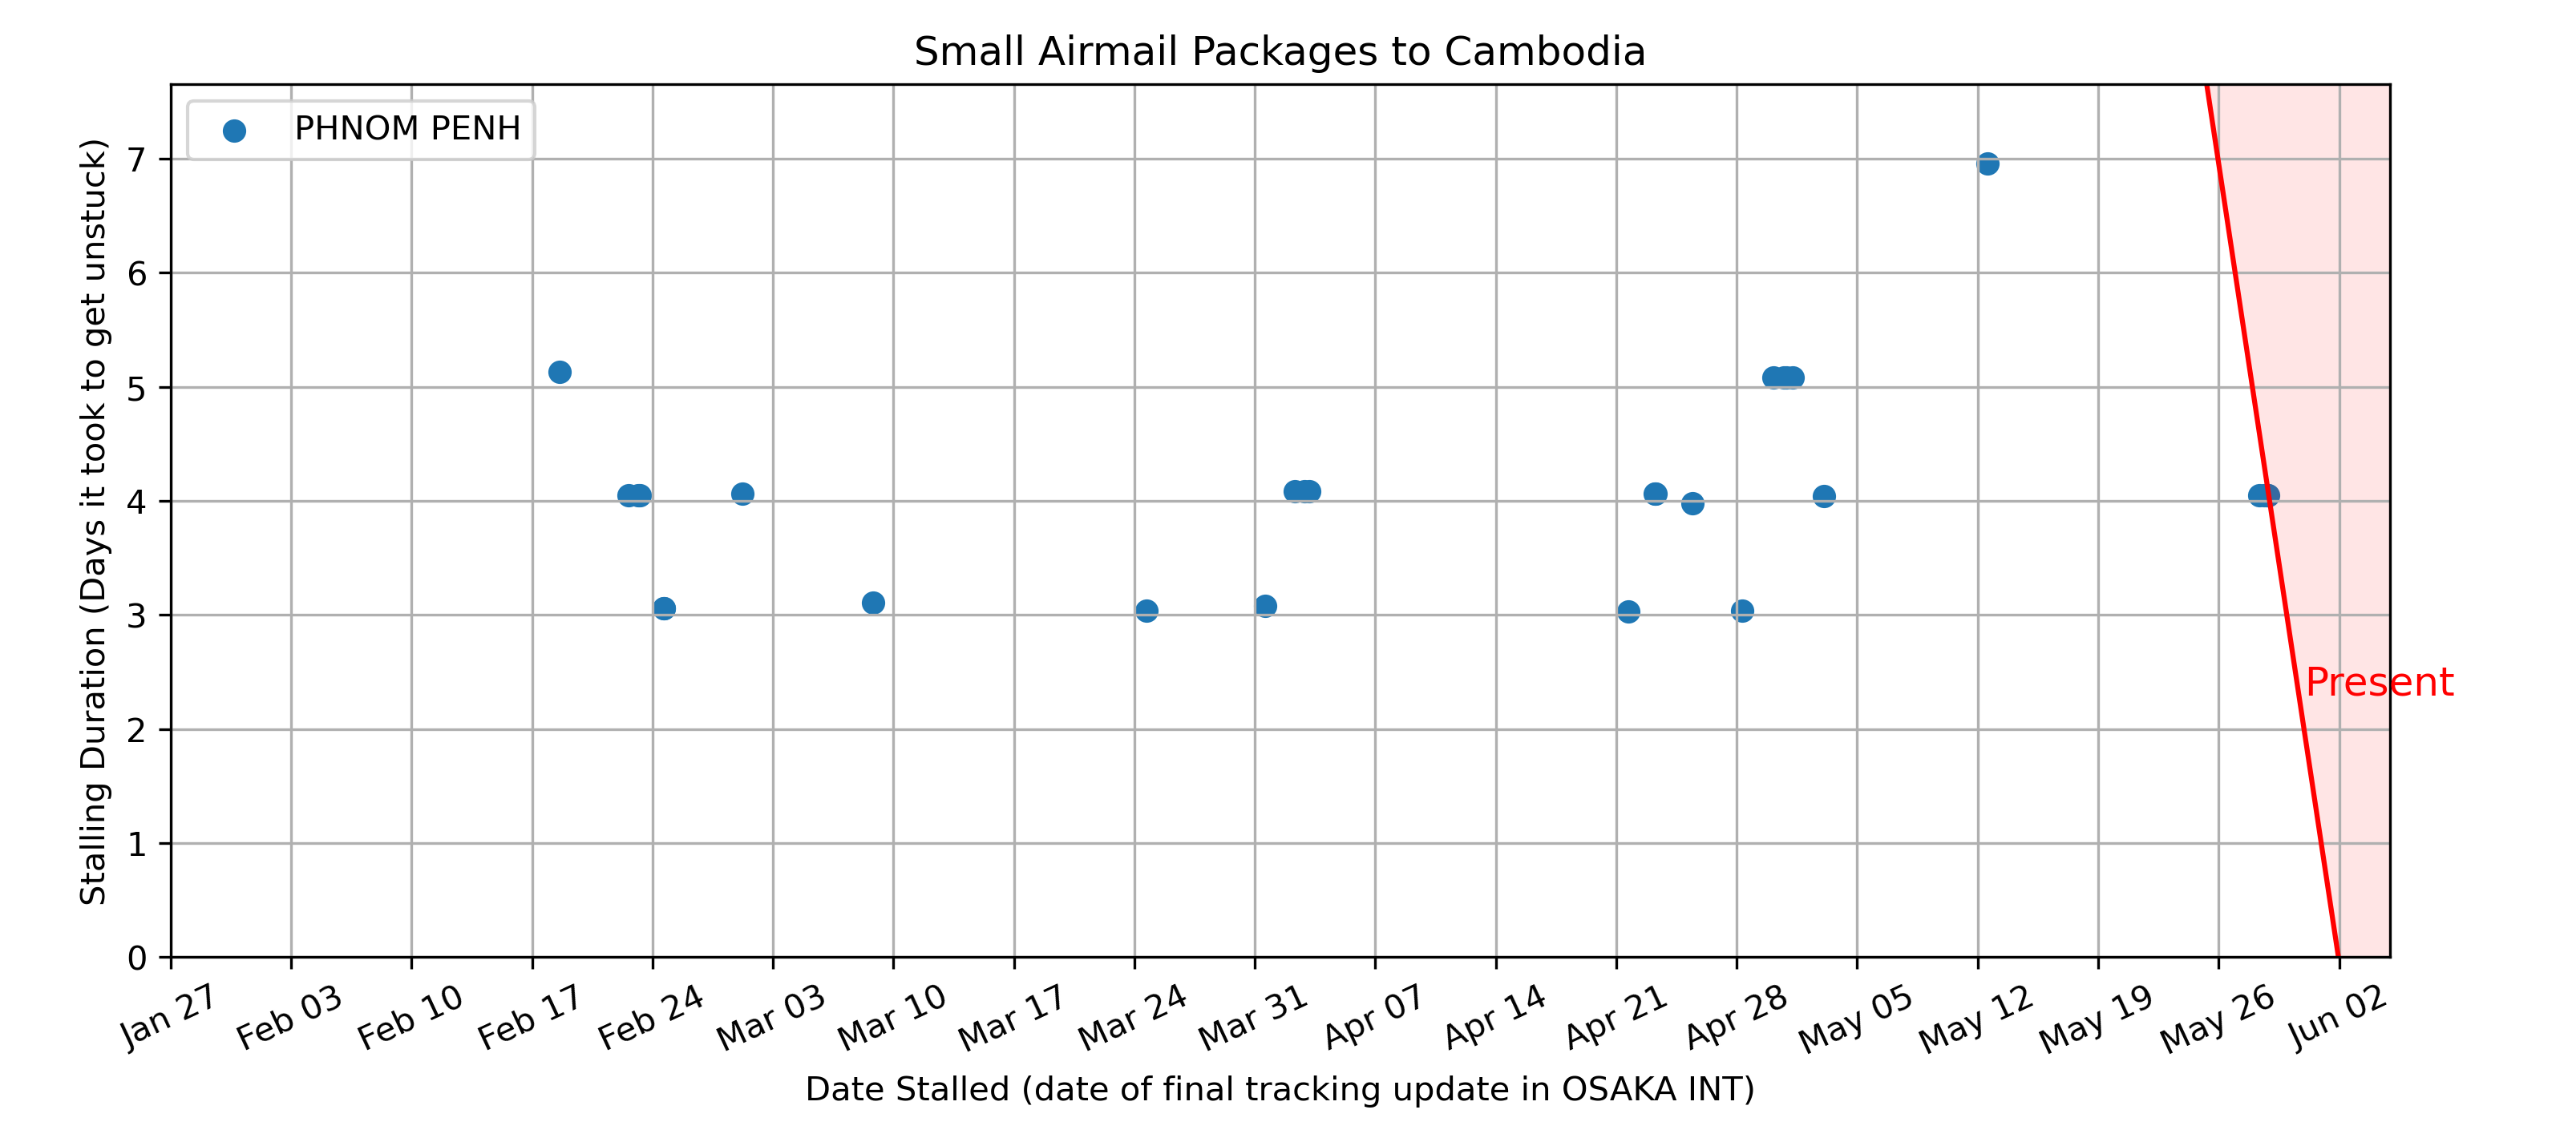 Small Airmail Packages to Cambodia
PHNOM PENH
Stalling Duration (Days it took to get unstuck)
7
6
5
4
3
2
1
0
Present
Jan 27 Feb 03 Feb 10 Feb 17 Feb 24 Mar 03 Mar 10 Mar 17 Mar 24 Mar 31 Apr 07 Apr 14 Apr 21 Apr 28 May 05 May 12 May 19 May 26 Jun 02
Date Stalled (date of final tracking update in OSAKA INT)